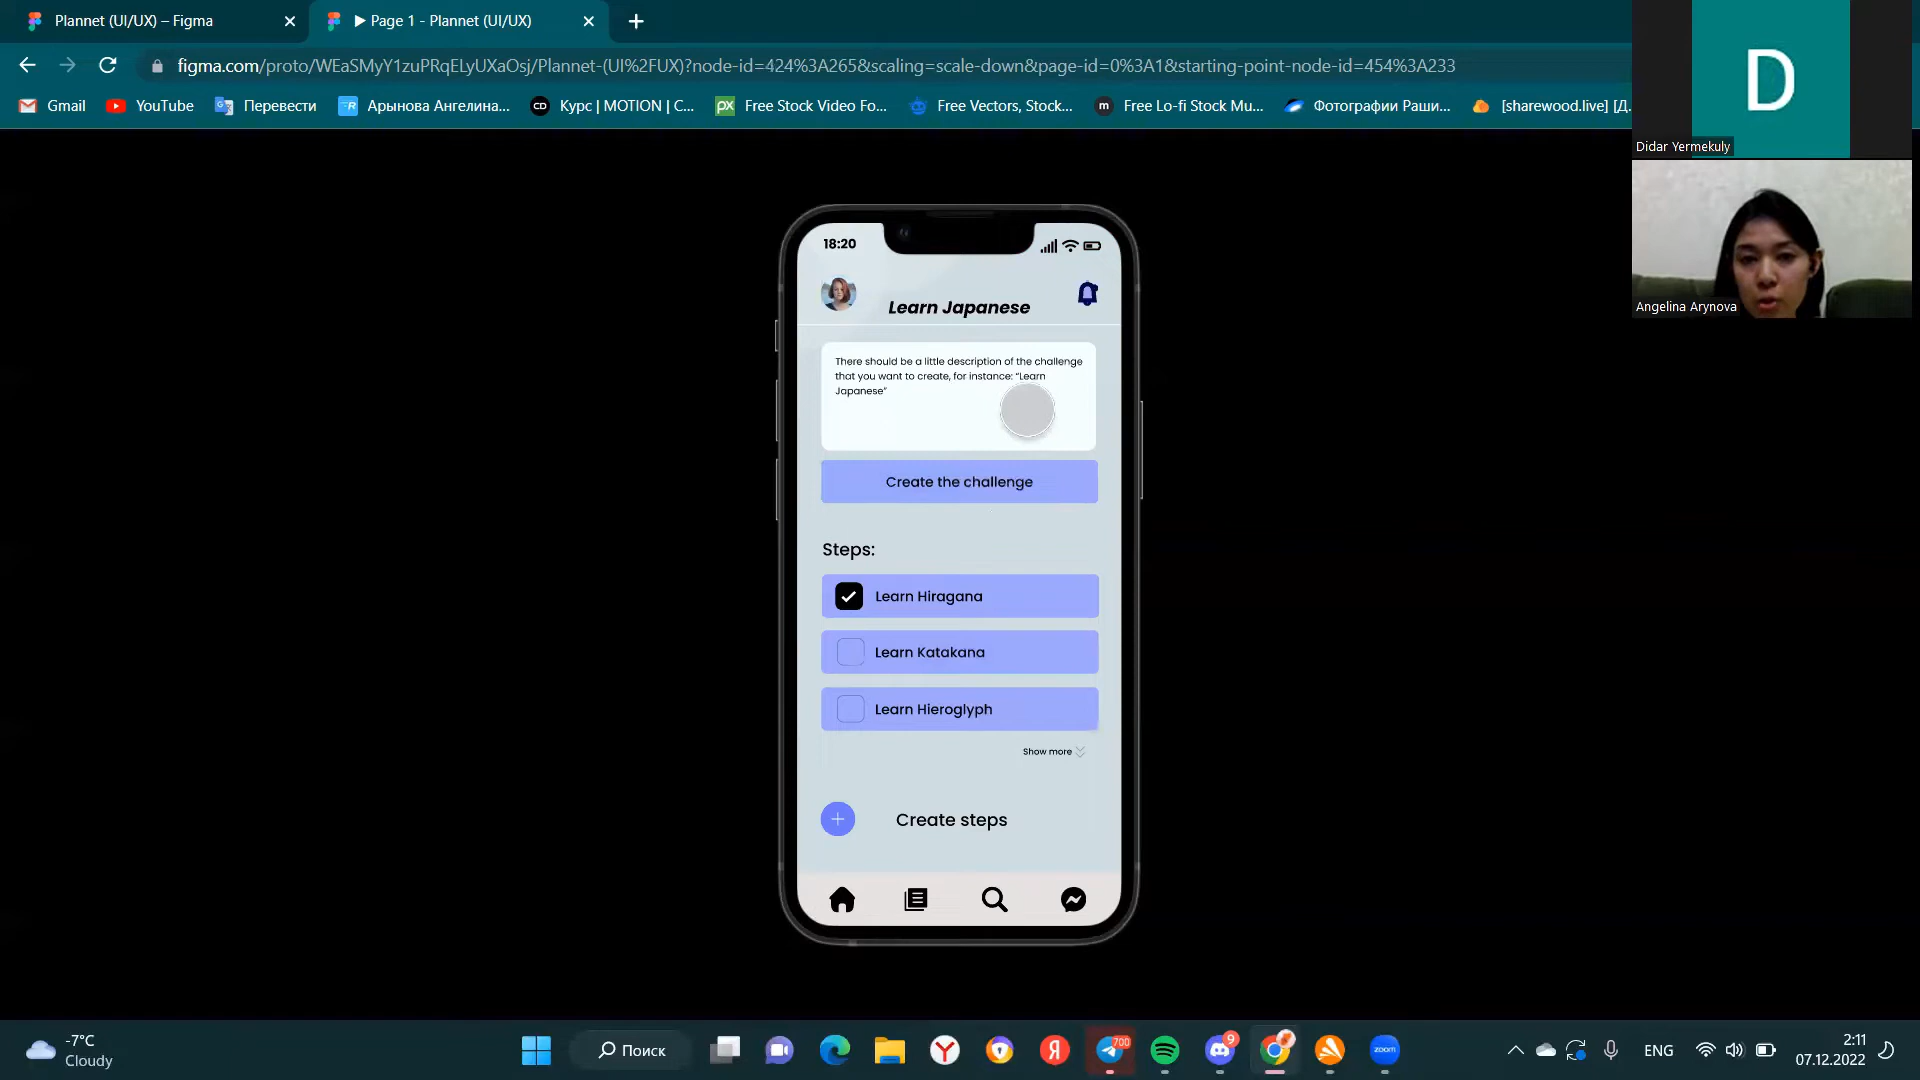 Plannet (UI/UX) – Figma
Page 1 - Plannet (UI/UX)
figma.com/proto/WEaSMyY1zuPRqELyUXaOsj/Plannet-(UI%2FUX)?node-id=424%3A265&scaling=scale-down&page-id=0%3A1&starting-point-node-id=454%3A233
Gmail
YouTube
Перевести
Арынова Ангелина...
Курс | MOTION | C...
Free Stock Video Fo...
Free Vectors, Stock...
Free Lo-fi Stock Mu...
Фотографии Раши...
[sharewood.live] [Д.
D
Didar Yermekuly
Angelina Arynova
18:20
Learn Japanese
There should be a little description of the challenge
that you want to create, for instance: “Learn
Japanese”
Create the challenge
Steps:
Learn Hiragana
Learn Katakana
Learn Hieroglyph
Show more
Create steps
-7°C
Cloudy
Поиск
700
9
zoom
ENG
2:11
07.12.2022